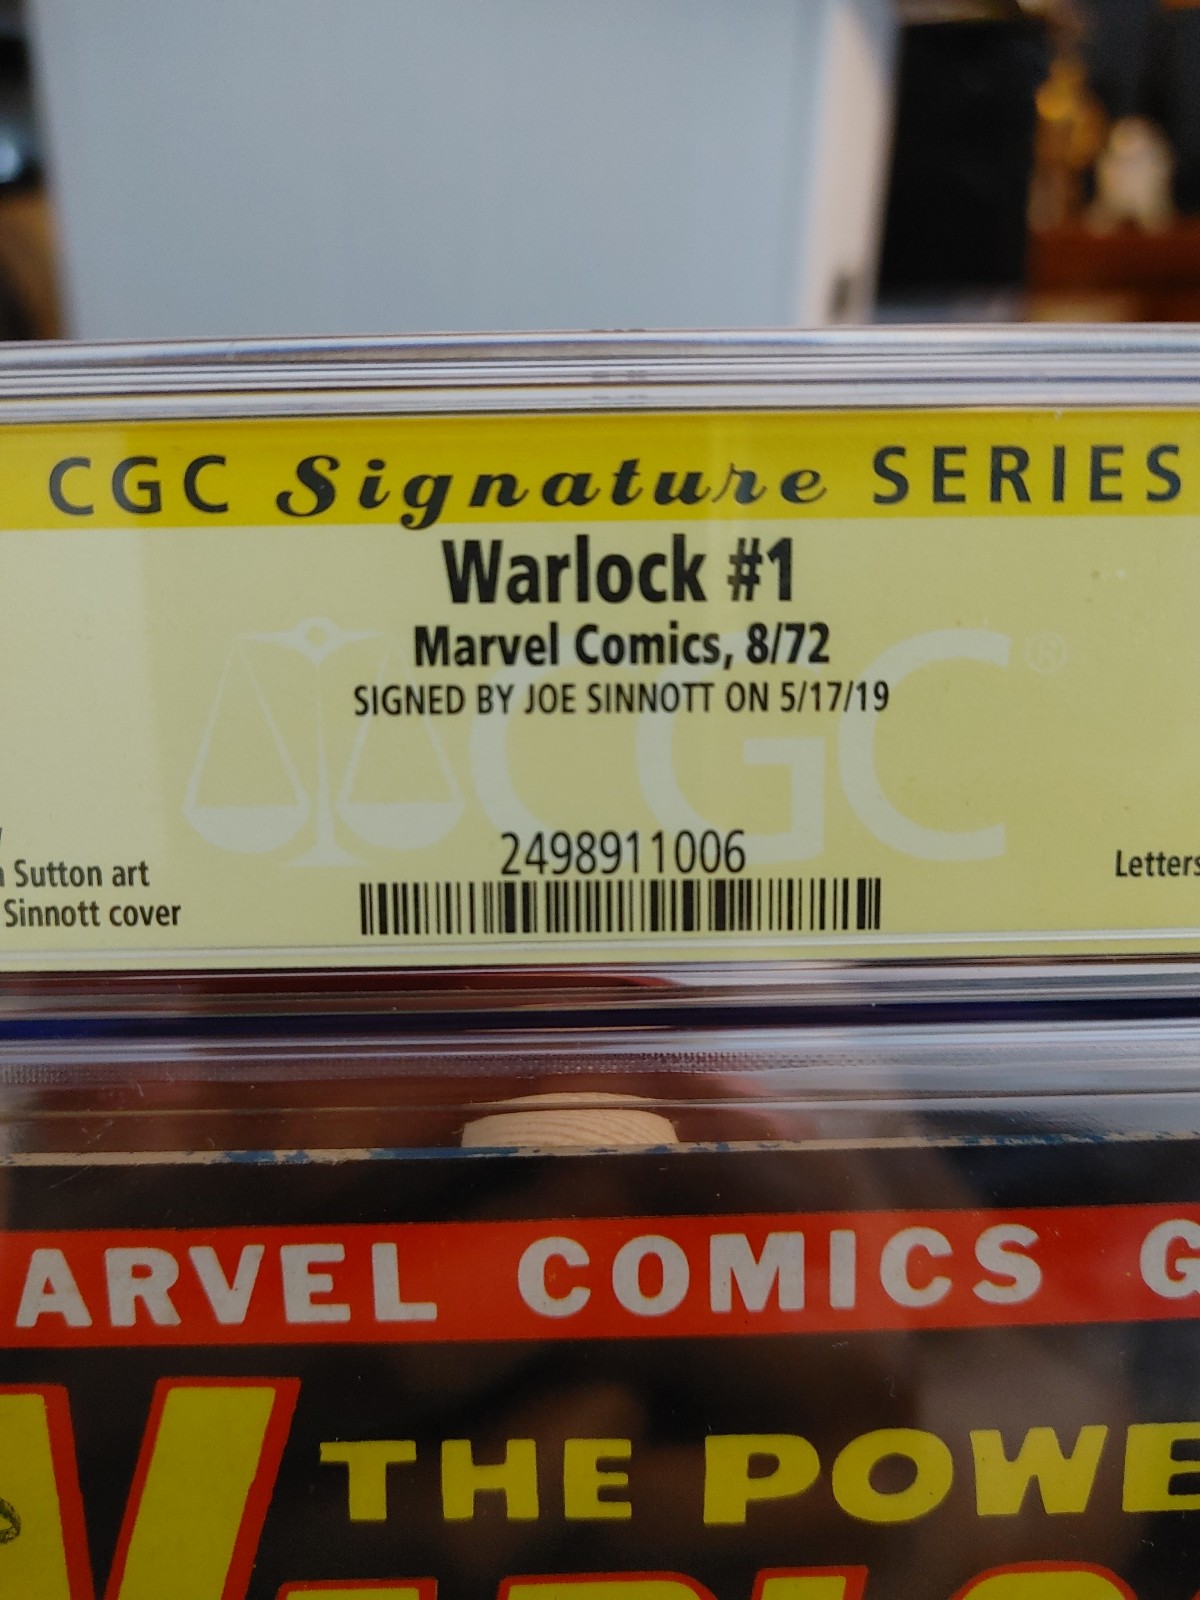 CGC Signature SERIES
Warlock #1
Marvel Comics, 8/72
SIGNED BY JOE SINNOTT ON 5/17/19
CGC®
2498911006
Sutton art
Sinnott cover
Letters
ARVEL COMICS G
THE POWE